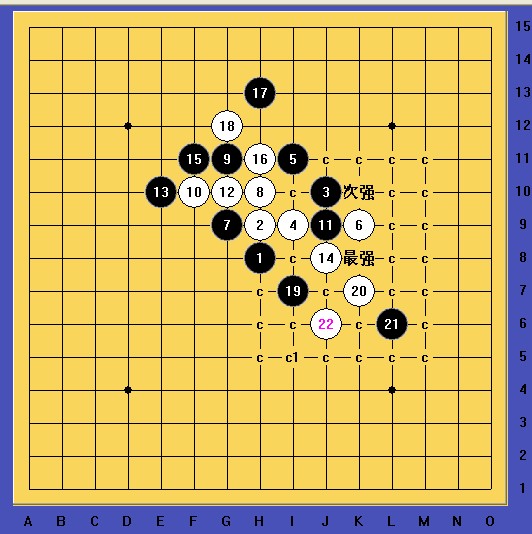 15
14
17 13
18 12
15 9 16 5 c c c c 11
13 10 12 8 c 3 次强 c c 10
7 2 4 11 6 c c 9
1 c 14 最强 c c 8
c 19 c 20 c c 7
c c 22 c 21 c 6
c c1 c c c c 5
4
3
2
1
A B C D E F G H I J K L M N O